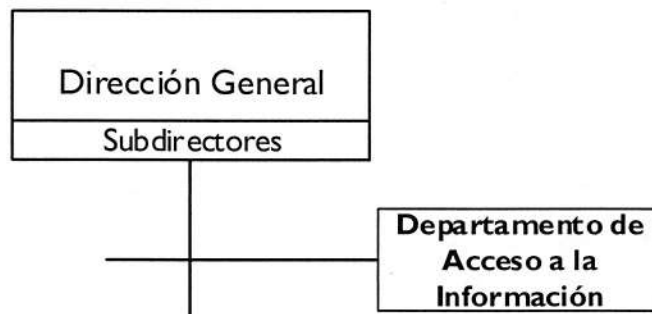 Dirección General
Subdirectores
Departamento de
Acceso a la
Información